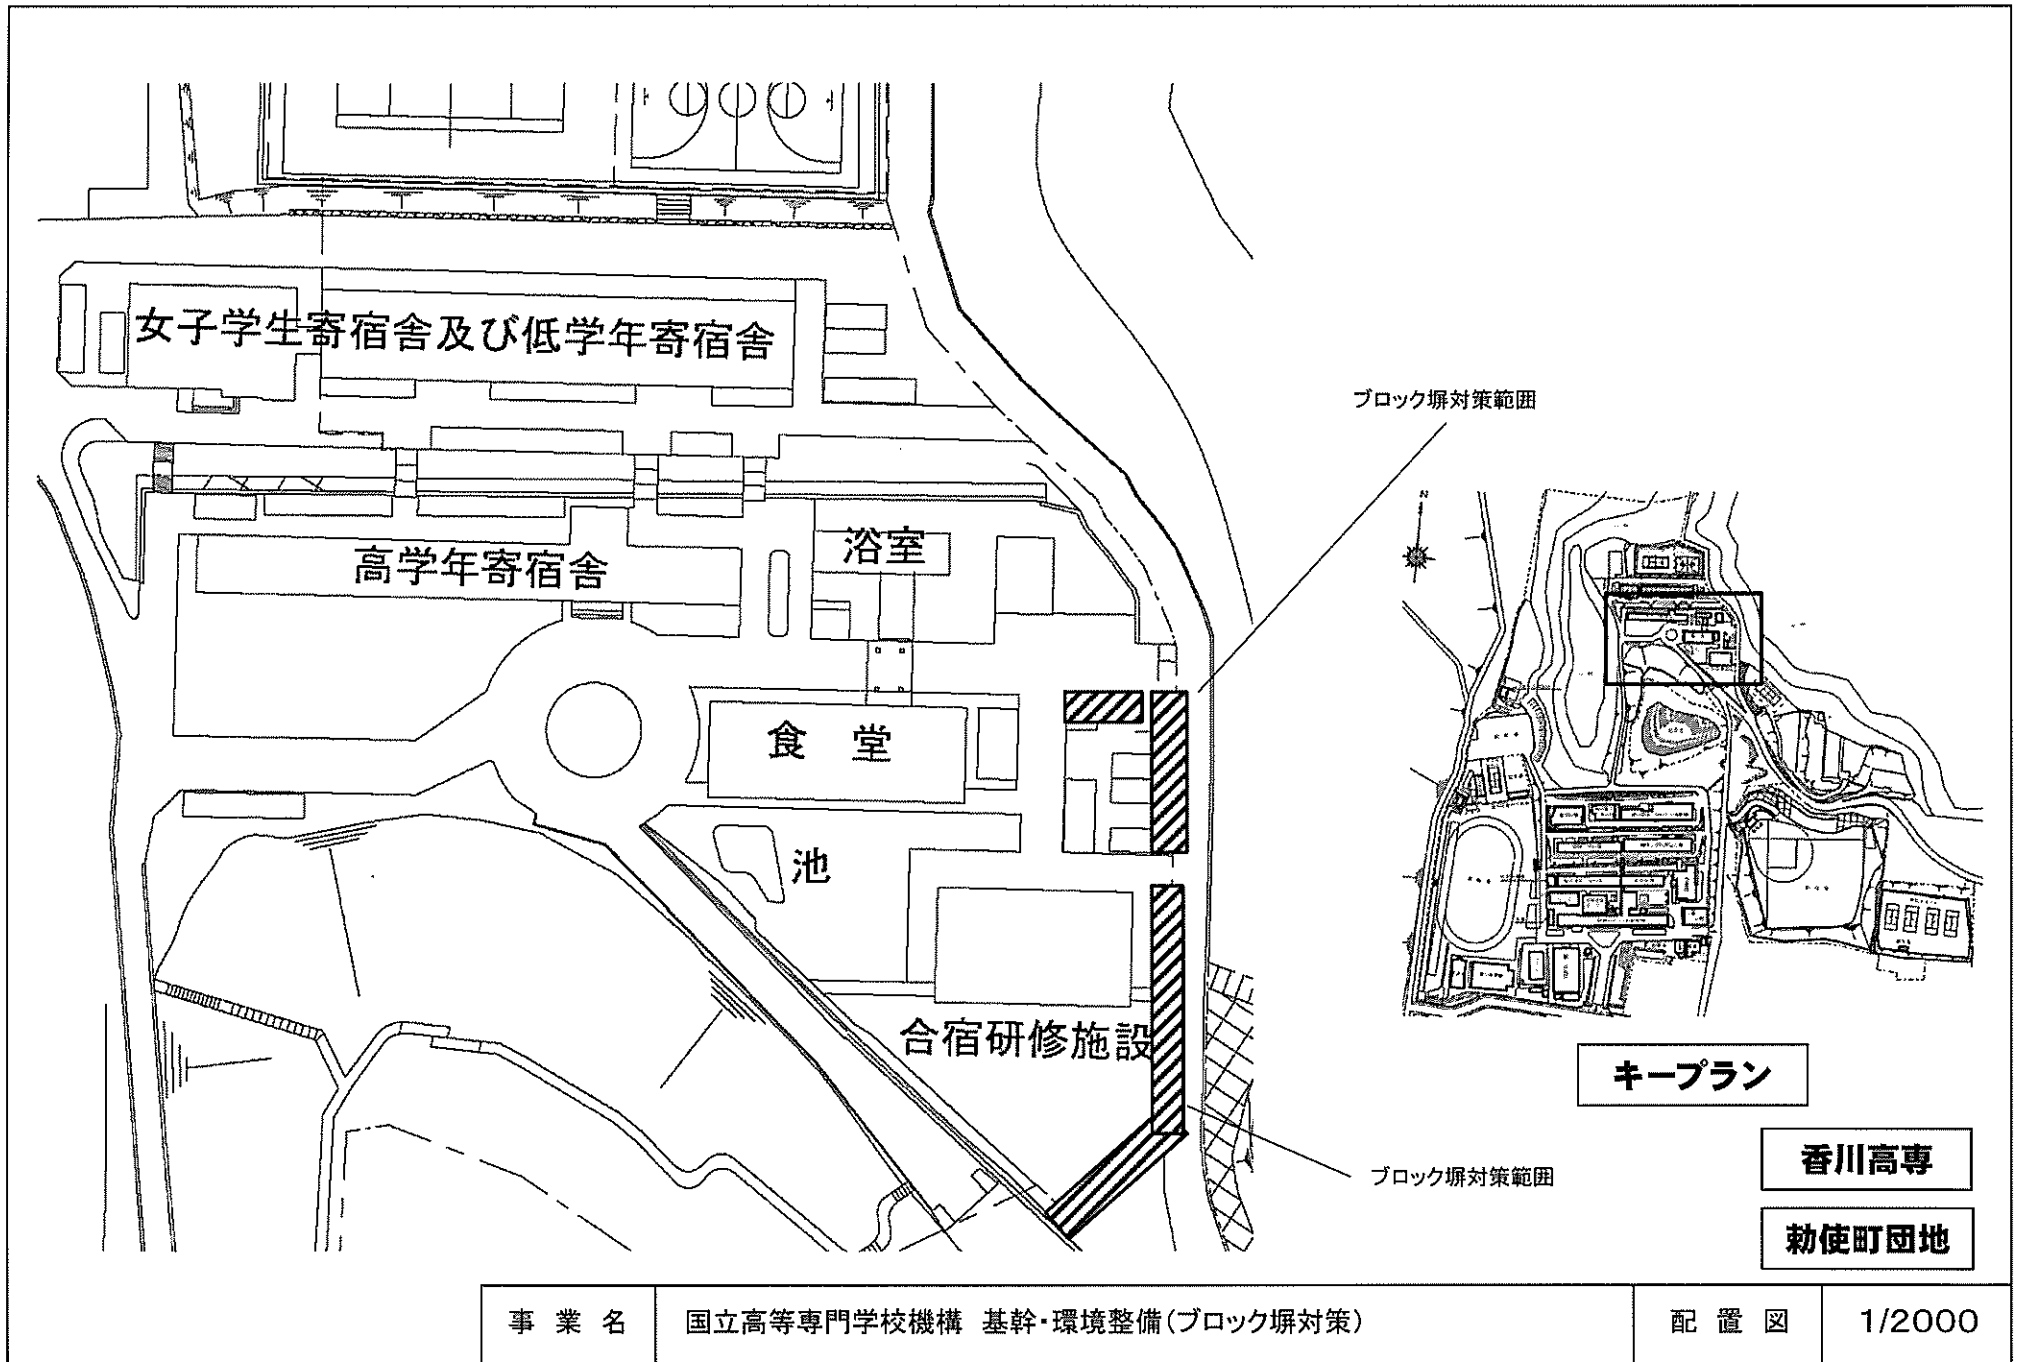 女子学生寄宿舎及び低学年寄宿舎
ブロック塀対策範囲
浴室
高学年寄宿舎
N
食 堂
池
合宿研修施設
キープラン
香川高専
ブロック塀対策範囲
勅使町団地
事 業 名
国立高等専門学校機構 基幹・環境整備(ブロック塀対策)
配 置 図
1/2000